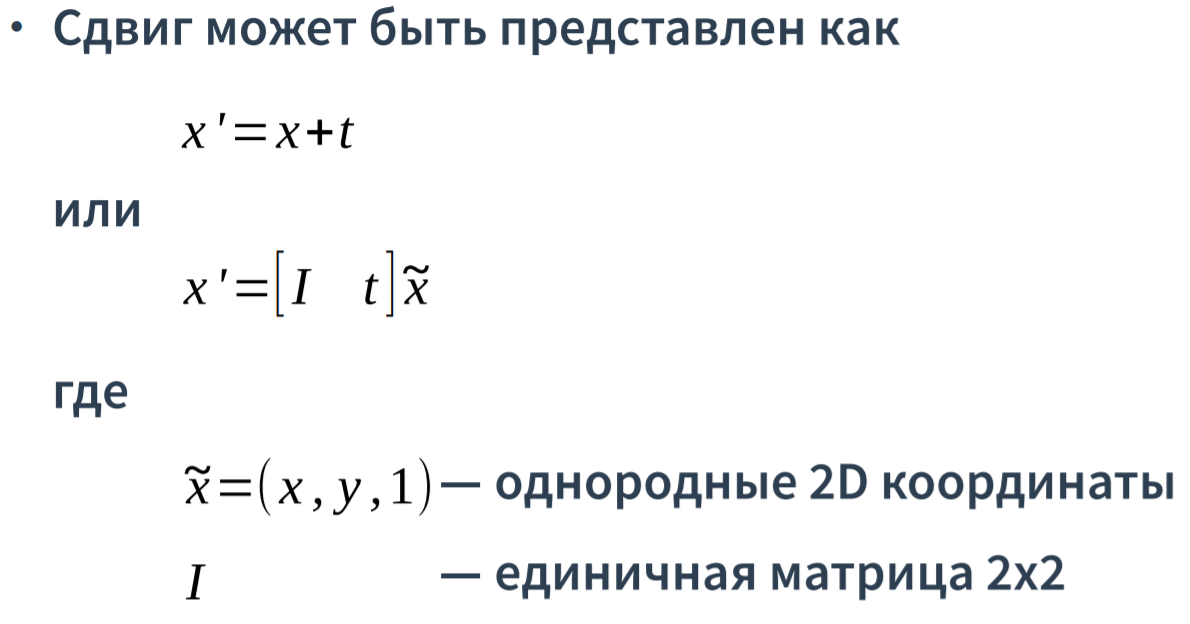 • Сдвиг может быть представлен как
x'=x+t
или
x'=[I t]x̃
где
x̃=(x,y,1)— однородные 2D координаты
I — единичная матрица 2x2